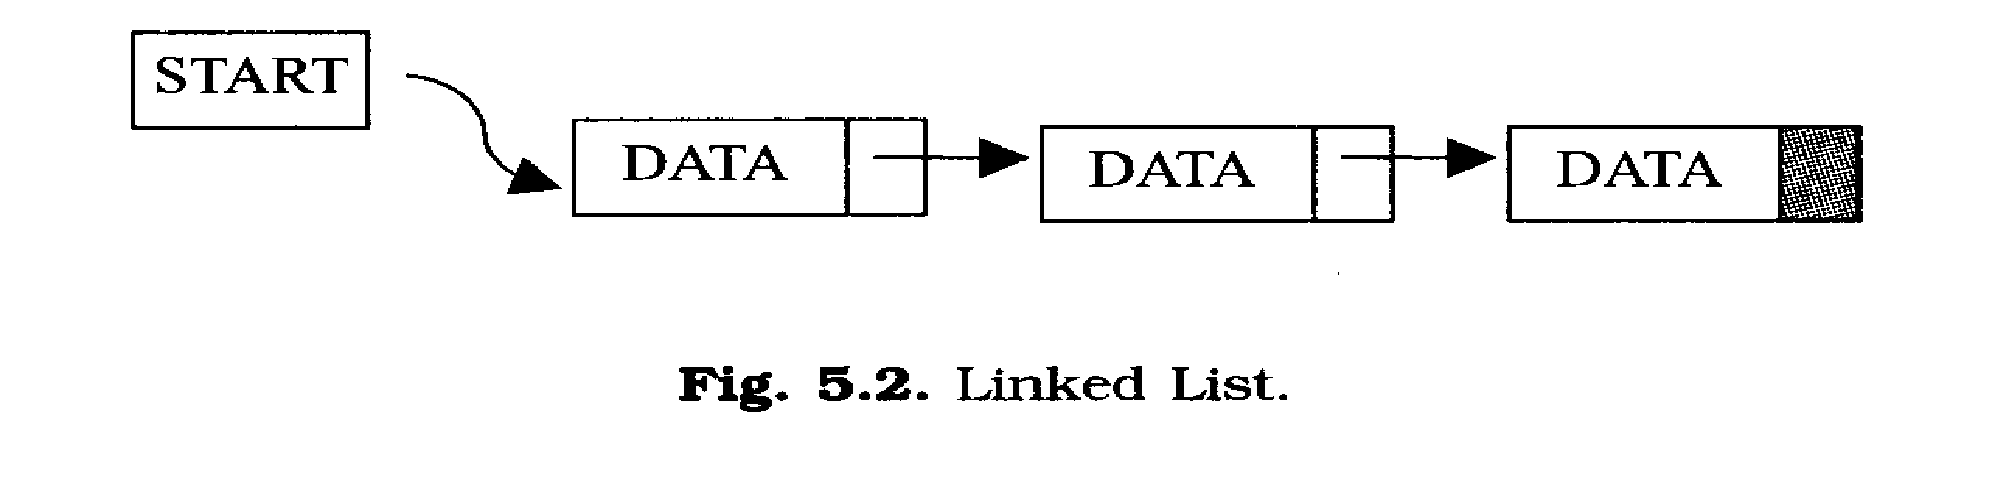 START
DATA
DATA
DATA
Fig. 5.2. Linked List.